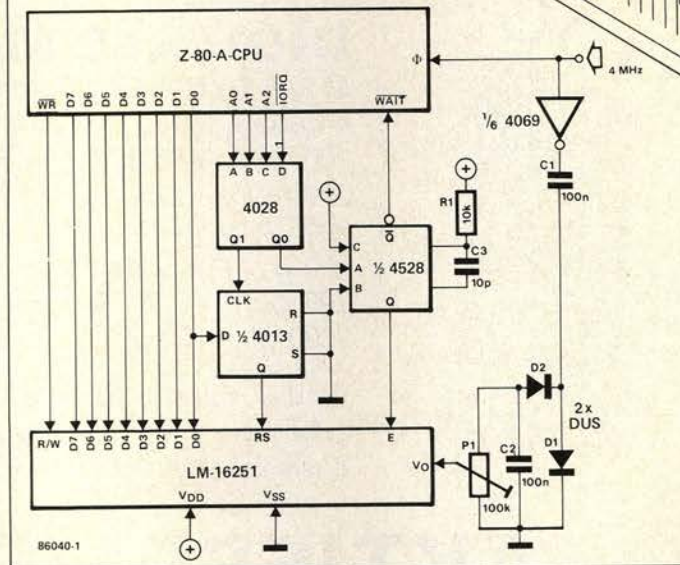 Z-80-A-CPU
Φ
4 MHz
WR D7 D6 D5 D4 D3 D2 D1 D0 A0 A1 A2 IORQ WAIT
1
1/6 4069
C1
100n
A B C D
4028
Q1 Q0
R1
10k
C3
10p
Q
C
A
B
½ 4528
Q
CLK
D
½ 4013
R
S
Q
D2
2x
DUS
D1
P1
100k
C2
100n
R/W D7 D6 D5 D4 D3 D2 D1 D0 RS E
VO
LM-16251
VDD VSS
86040-1